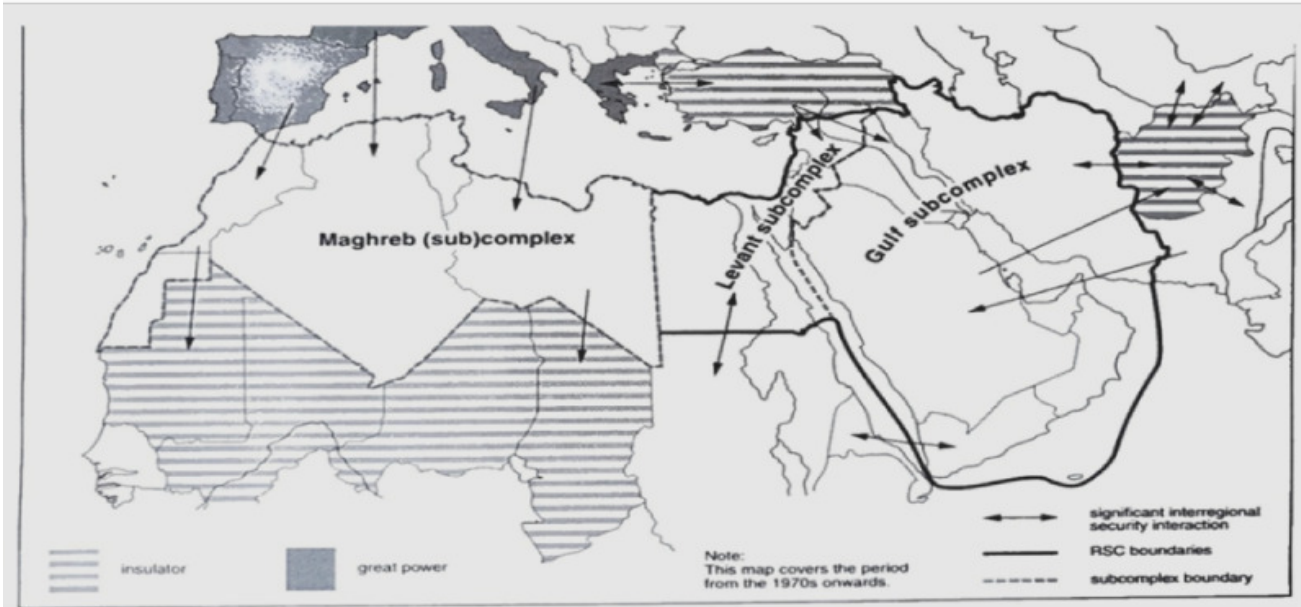 Maghreb (sub)complex
Levant subcomplex
Gulf subcomplex
insulator
great power
Note:
This map covers the period
from the 1970s onwards.
significant interregional
security interaction
RSC boundaries
subcomplex boundary